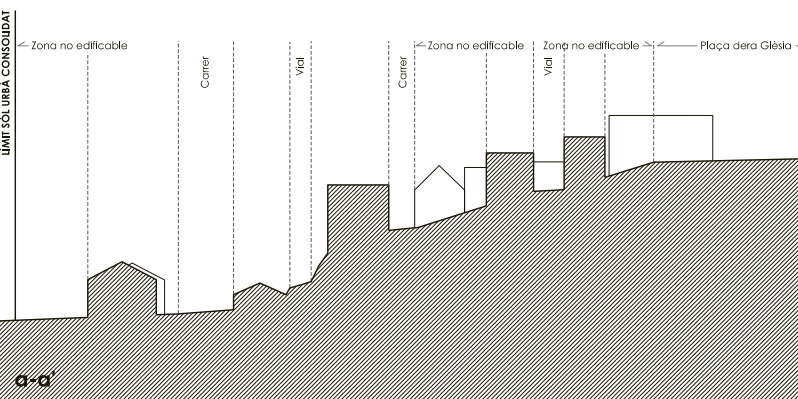 LÍMIT SÒL URBÀ CONSOLIDAT
Zona no edificable
Carrer
Vial
Carrer
Zona no edificable
Zona no edificable
Vial
Plaça dera Glèsia
a-a'